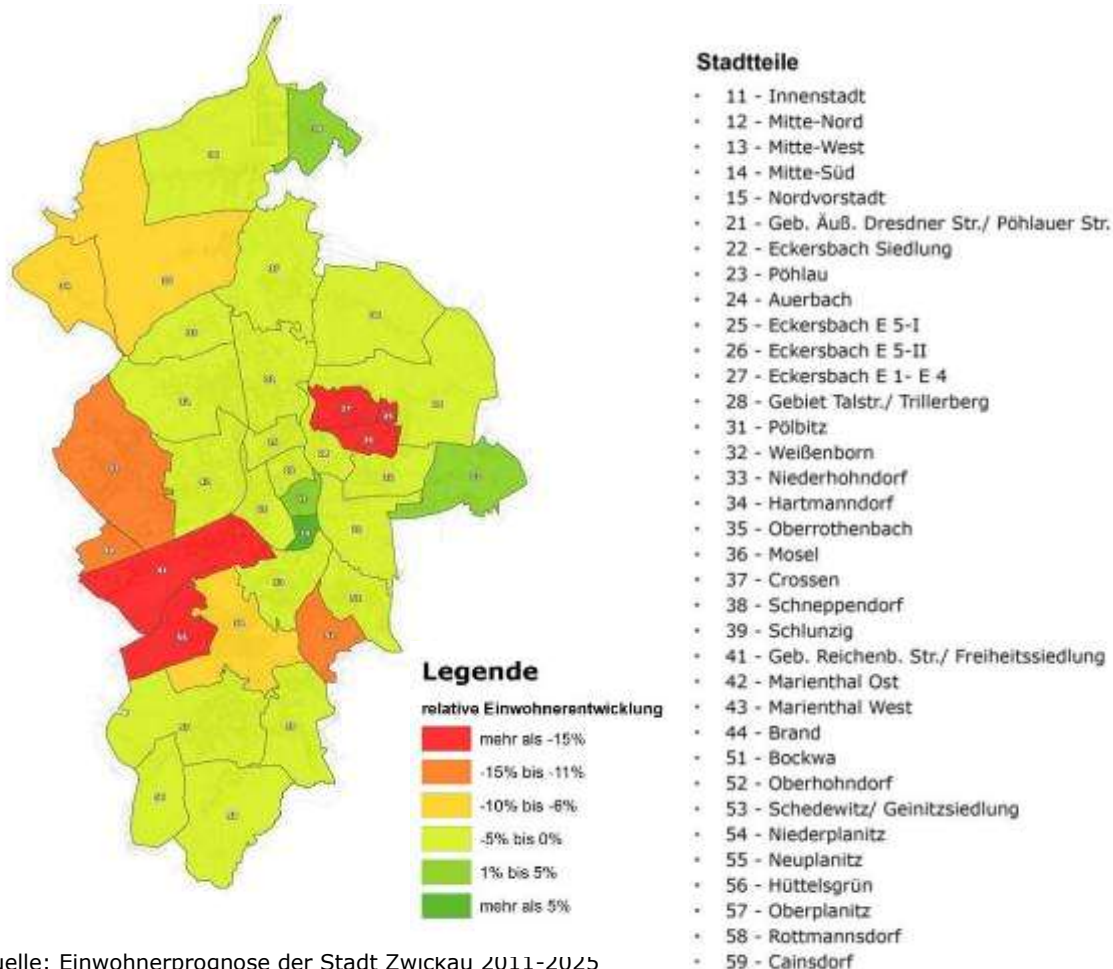 Stadtteile
11 - Innenstadt
12 - Mitte-Nord
13 - Mitte-West
14 - Mitte-Süd
15 - Nordvorstadt
21 - Geb. Äuß. Dresdner Str./ Pöhlauer Str.
22 - Eckersbach Siedlung
23 - Pöhlau
24 - Auerbach
25 - Eckersbach E 5-I
26 - Eckersbach E 5-II
27 - Eckersbach E 1- E 4
28 - Gebiet Talstr./ Trillerberg
31 - Pölbitz
32 - Weißenborn
33 - Niederhohndorf
34 - Hartmanndorf
35 - Oberrothenbach
36 - Mosel
37 - Crossen
38 - Schneppendorf
39 - Schlunzig
41 - Geb. Reichenb. Str./ Freiheitssiedlung
42 - Marienthal Ost
43 - Marienthal West
44 - Brand
51 - Bockwa
52 - Oberhohndorf
53 - Schedewitz/ Geinitzsiedlung
54 - Niederplanitz
55 - Neuplanitz
56 - Hüttelsgrün
57 - Oberplanitz
58 - Rottmannsdorf
59 - Cainsdorf
Legende
relative Einwohnerentwicklung
mehr als -15%
-15% bis -11%
-10% bis -6%
-5% bis 0%
1% bis 5%
mehr als 5%
uelle: Einwohnerprognose der Stadt Zwickau 2011-2025